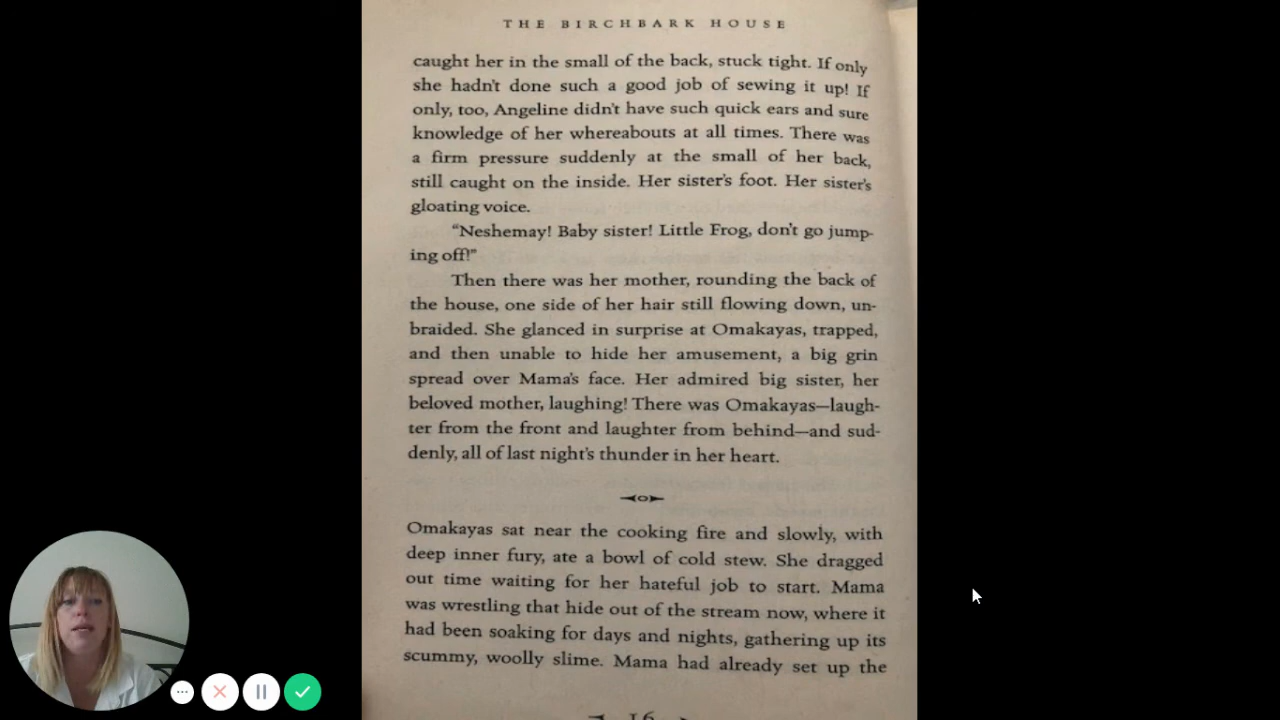 THE BIRCHBARK HOUSE
caught her in the small of the back, stuck tight. If only
she hadn't done such a good job of sewing it up! If
only, too, Angeline didn't have such quick ears and sure
knowledge of her whereabouts at all times. There was
a firm pressure suddenly at the small of her back,
still caught on the inside. Her sister's foot. Her sister's
gloating voice.
“Neshemay! Baby sister! Little Frog, don't go jump-
ing off!”
Then there was her mother, rounding the back of
the house, one side of her hair still flowing down, un-
braided. She glanced in surprise at Omakayas, trapped,
and then unable to hide her amusement, a big grin
spread over Mama's face. Her admired big sister, her
beloved mother, laughing! There was Omakayas—laugh-
ter from the front and laughter from behind—and sud-
denly, all of last night's thunder in her heart.
Omakayas sat near the cooking fire and slowly, with
deep inner fury, ate a bowl of cold stew. She dragged
out time waiting for her hateful job to start. Mama
was wrestling that hide out of the stream now, where it
had been soaking for days and nights, gathering up its
scummy, woolly slime. Mama had already set up the
16